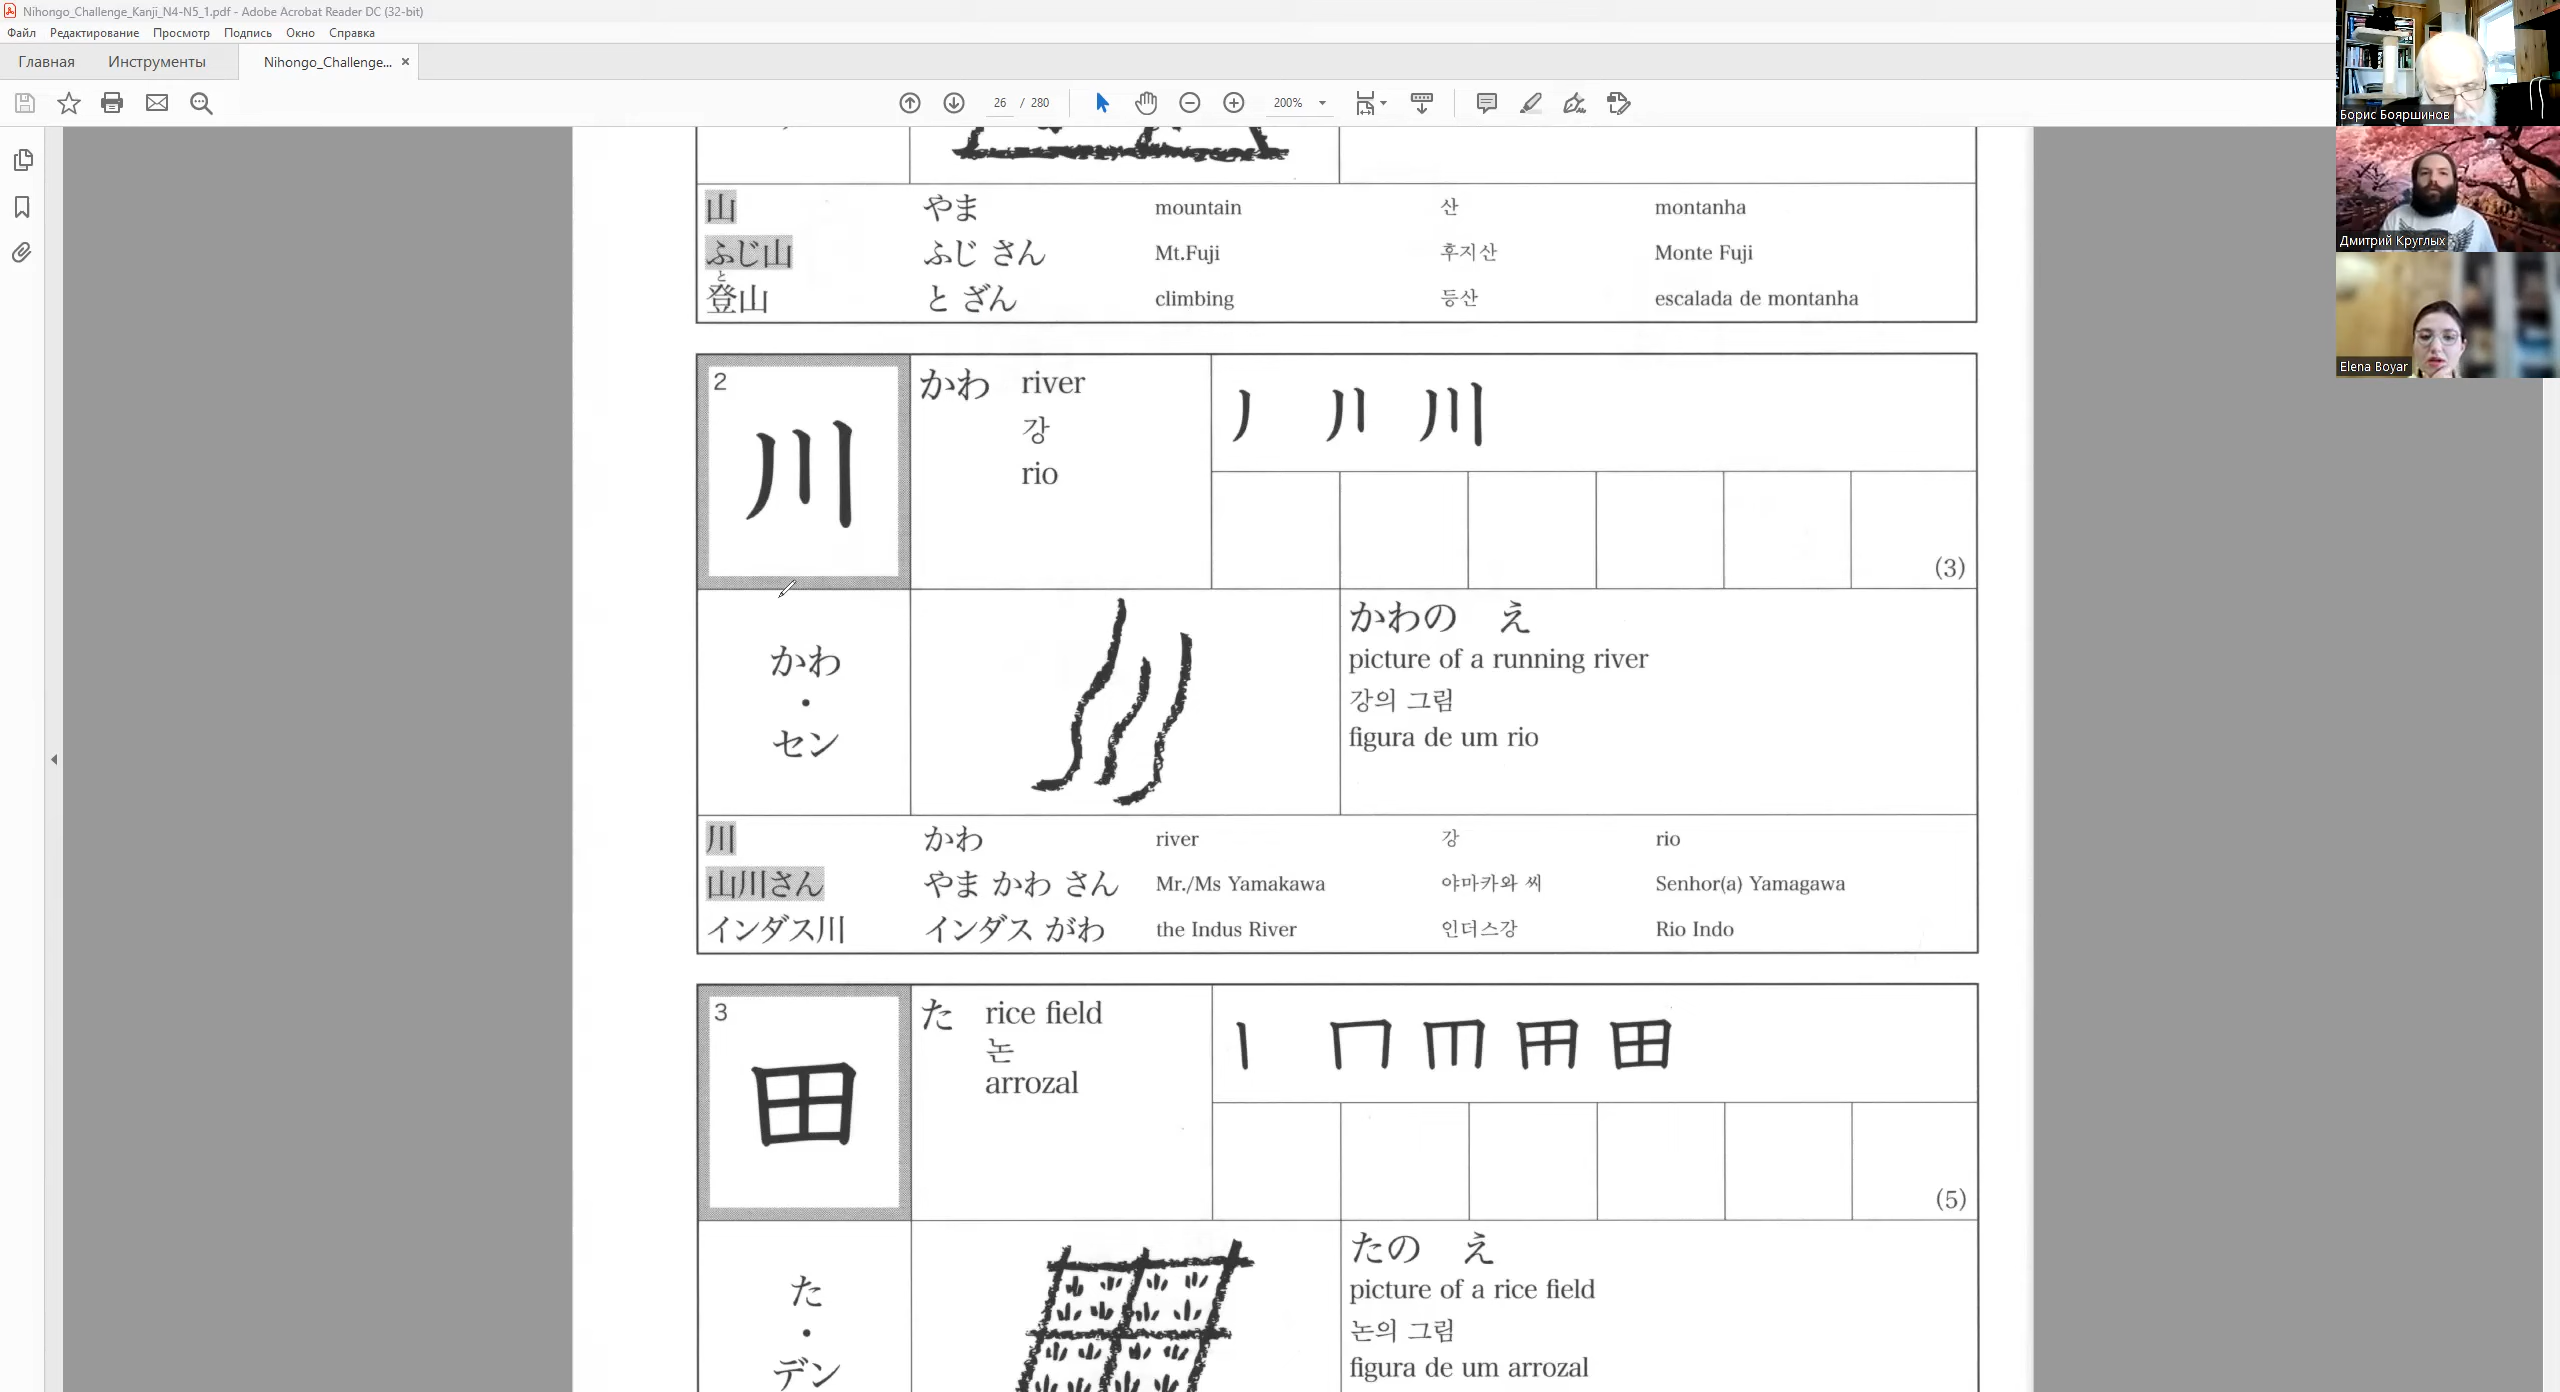 Nihongo_Challenge_Kanji_N4-N5_1.pdf - Adobe Acrobat Reader DC (32-bit)
Файл Редактирование Просмотр Подпись Окно Справка
Главная Инструменты Nihongo_Challenge... ×
26 / 280 200%
Борис Бояршинов
Дмитрий Круглых
Elena Boyar
山 やま mountain 산 montanha
ふじ山 ふじ さん Mt.Fuji 후지산 Monte Fuji
と
登山 と ざん climbing 등산 escalada de montanha
2
川
かわ river
강
rio
丿 川
(3)
かわ
・
セン
かわの え
picture of a running river
강의 그림
figura de um rio
川 かわ river 강 rio
山川さん やま かわ さん Mr./Ms Yamakawa 야마카와 씨 Senhor(a) Yamagawa
インダス川 インダス がわ the Indus River 인더스강 Rio Indo
3
田
た rice field
논
arrozal
田
(5)
た
・
デン
たの え
picture of a rice field
논의 그림
figura de um arrozal